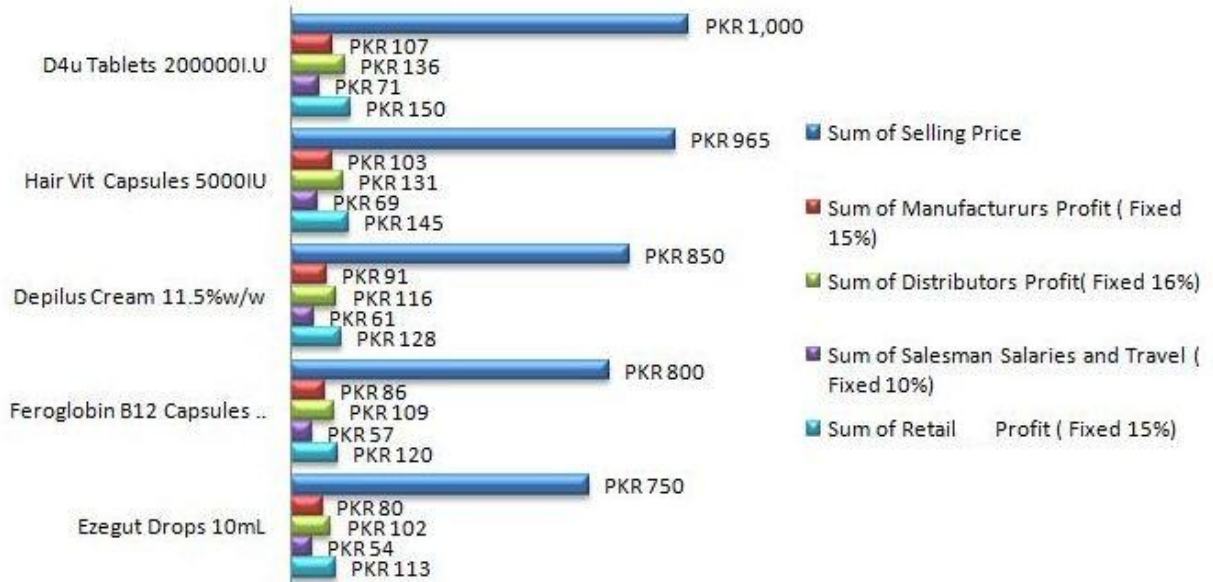 PKR 1,000
PKR 107
D4u Tablets 200000I.U
PKR 136
PKR 71
PKR 150
PKR 965
PKR 103
Hair Vit Capsules 5000IU
PKR 131
PKR 69
PKR 145
PKR 850
PKR 91
Depilus Cream 11.5%w/w
PKR 116
PKR 61
PKR 128
PKR 800
PKR 86
Feroglobin B12 Capsules ..
PKR 109
PKR 57
PKR 120
PKR 750
PKR 80
Ezegut Drops 10mL
PKR 102
PKR 54
PKR 113
Sum of Selling Price
Sum of Manufactururs Profit ( Fixed
15%)
Sum of Distributors Profit( Fixed 16%)
Sum of Salesman Salaries and Travel (
Fixed 10%)
Sum of Retail Profit ( Fixed 15%)